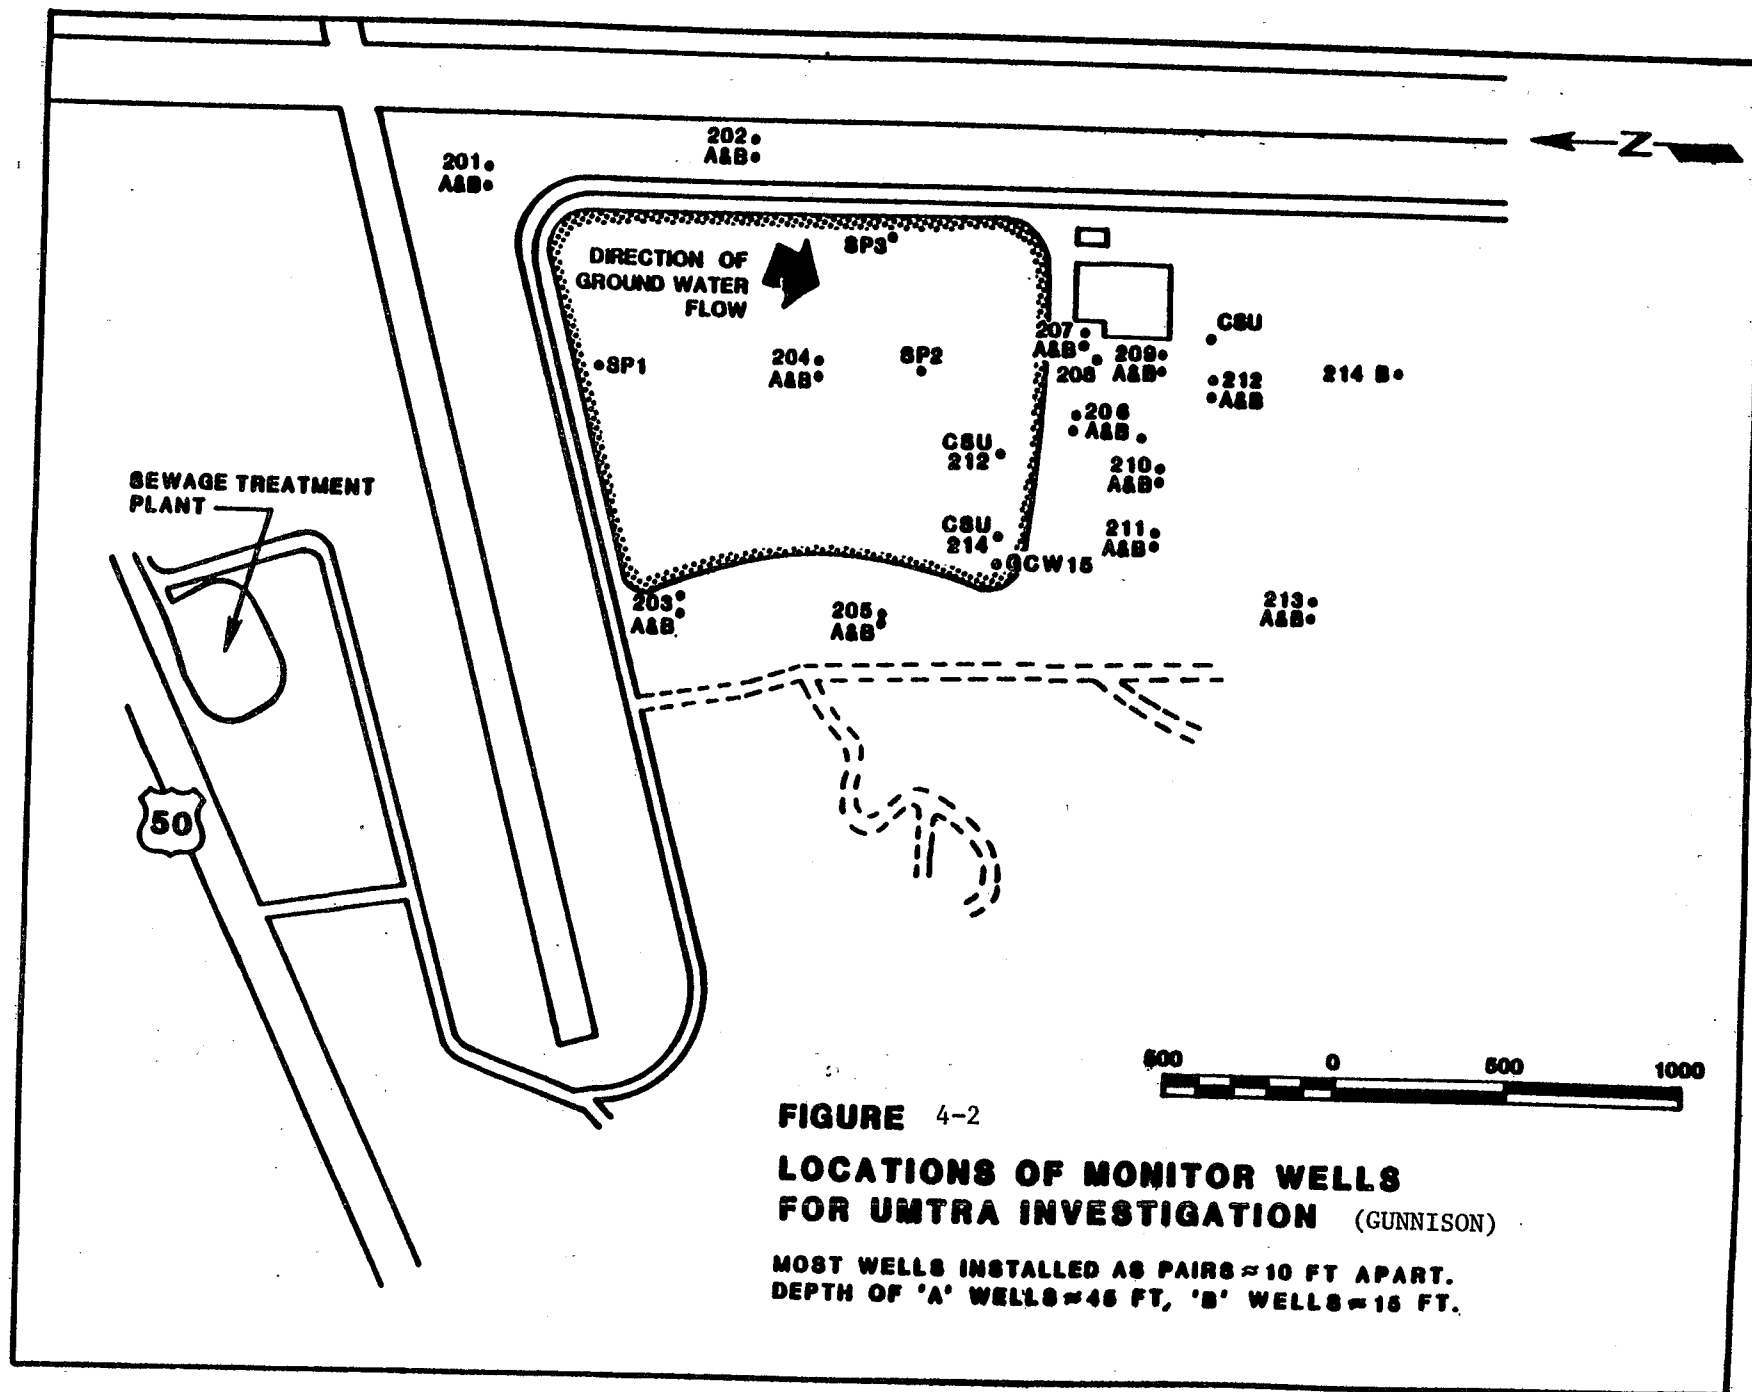 202
A&B
201
A&B
N
SP3
DIRECTION OF
GROUND WATER
FLOW
SP1
204
A&B
SP2
207
A&B
208
209
A&B
CSU
212
A&B
214 B
206
A&B
CSU
212
210
A&B
CSU
214
211
A&B
GCW15
SEWAGE TREATMENT
PLANT
203
A&B
205
A&B
213
A&B
50
500 0 500 1000
FIGURE 4-2
LOCATIONS OF MONITOR WELLS
FOR UMTRA INVESTIGATION (GUNNISON)
MOST WELLS INSTALLED AS PAIRS ≈ 10 FT APART.
DEPTH OF 'A' WELLS ≈ 45 FT, 'B' WELLS ≈ 15 FT.